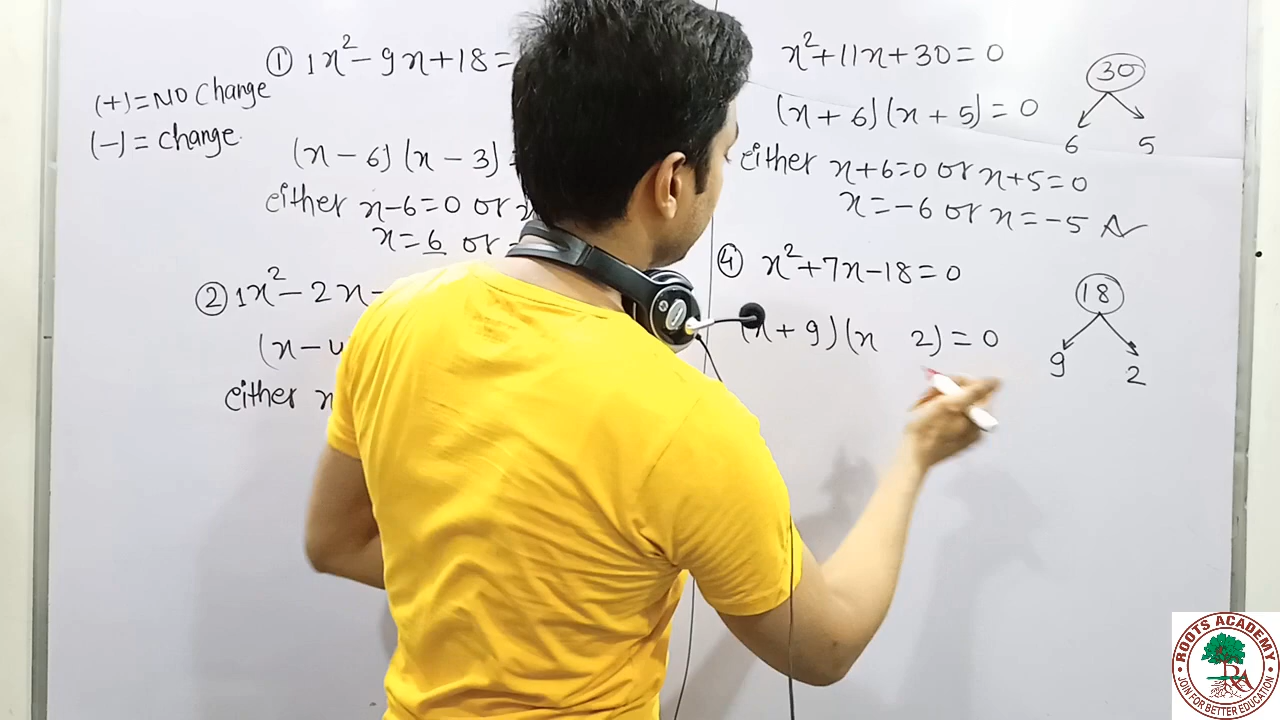 ① 1x² - 9x + 18 =
(+) = NO Change
(-) = change.
(x - 6) (x - 3)
either x-6=0 or
x = 6 or
② 1x² - 2x -
(x - 4
either x
x² + 11x + 30 = 0
30
(x + 6) (x + 5) = 0
6 5
either x+6=0 or x+5=0
x = -6 or x = -5
④ x² + 7x - 18 = 0
18
(x + 9) (x 2) = 0
9 2
ROOTS ACADEMY
RA
JOIN FOR BETTER EDUCATION